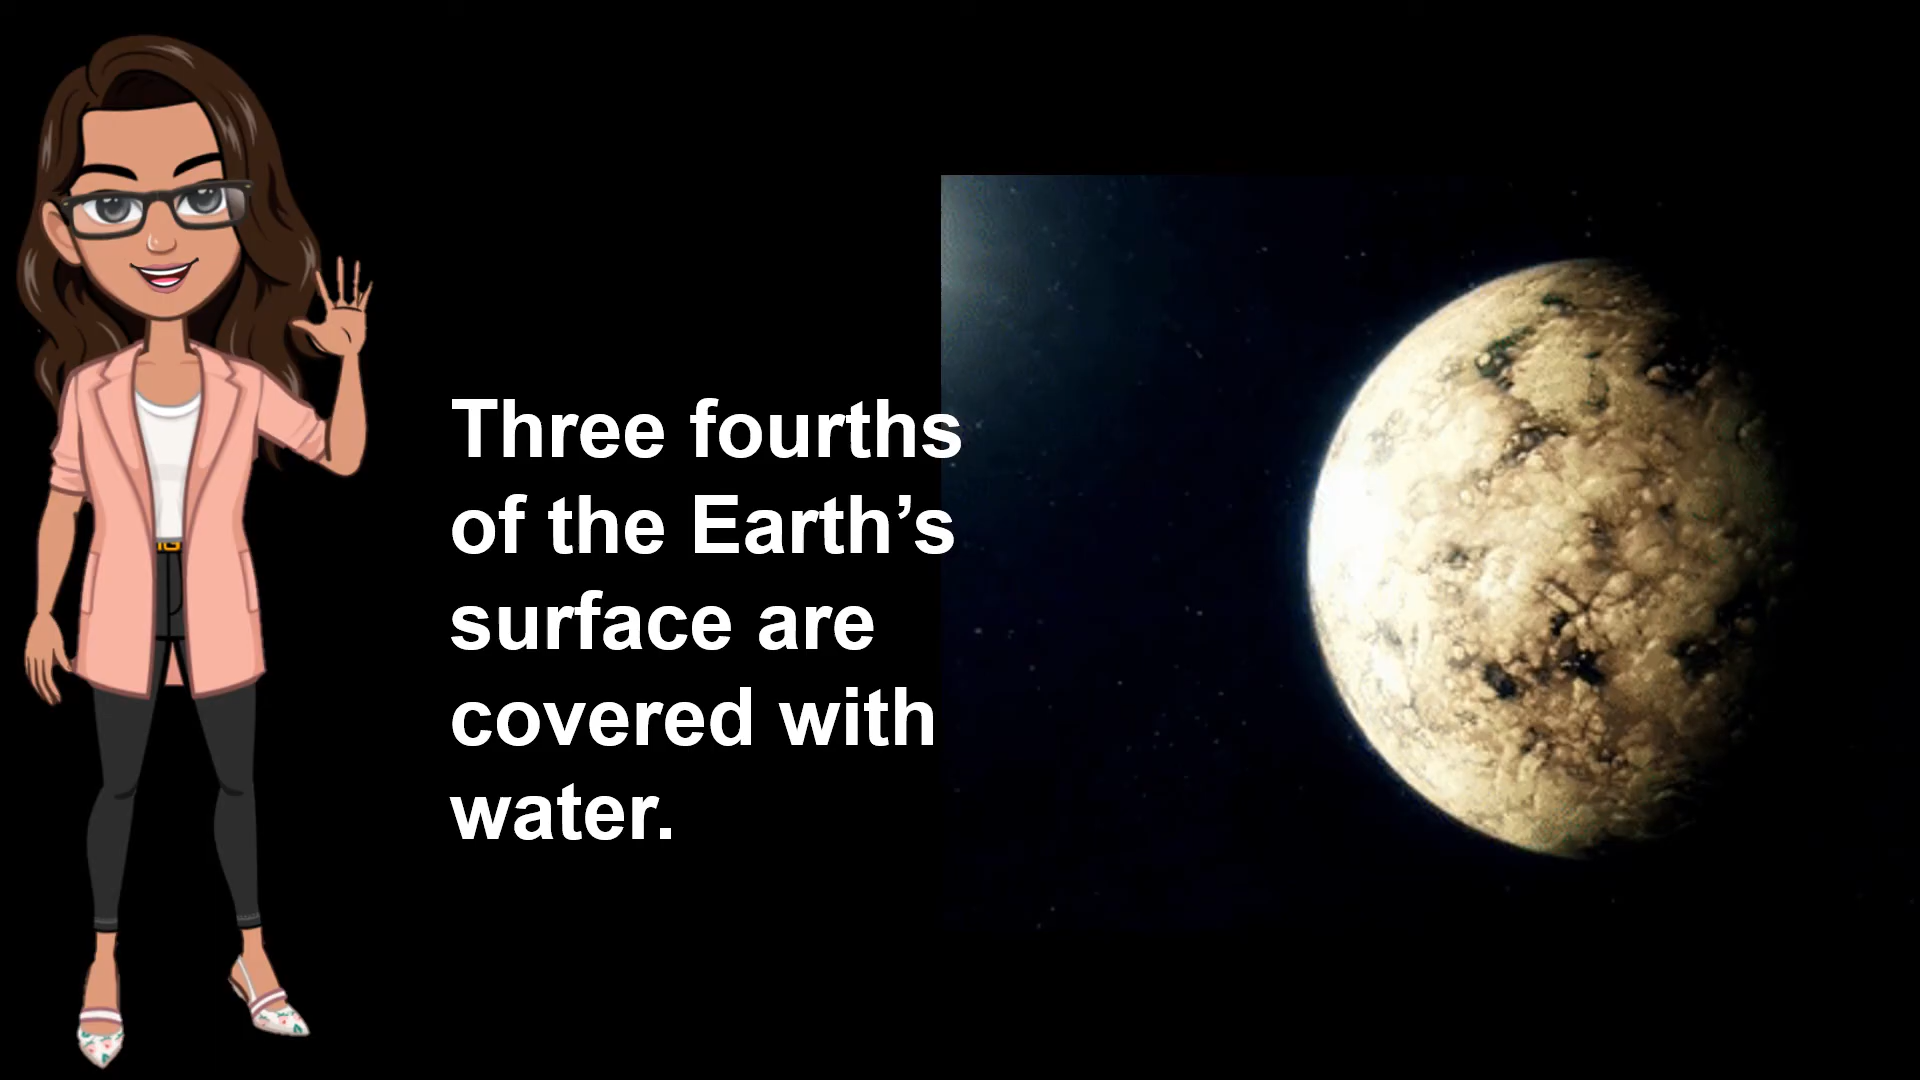 Three fourths
of the Earth’s
surface are
covered with
water.